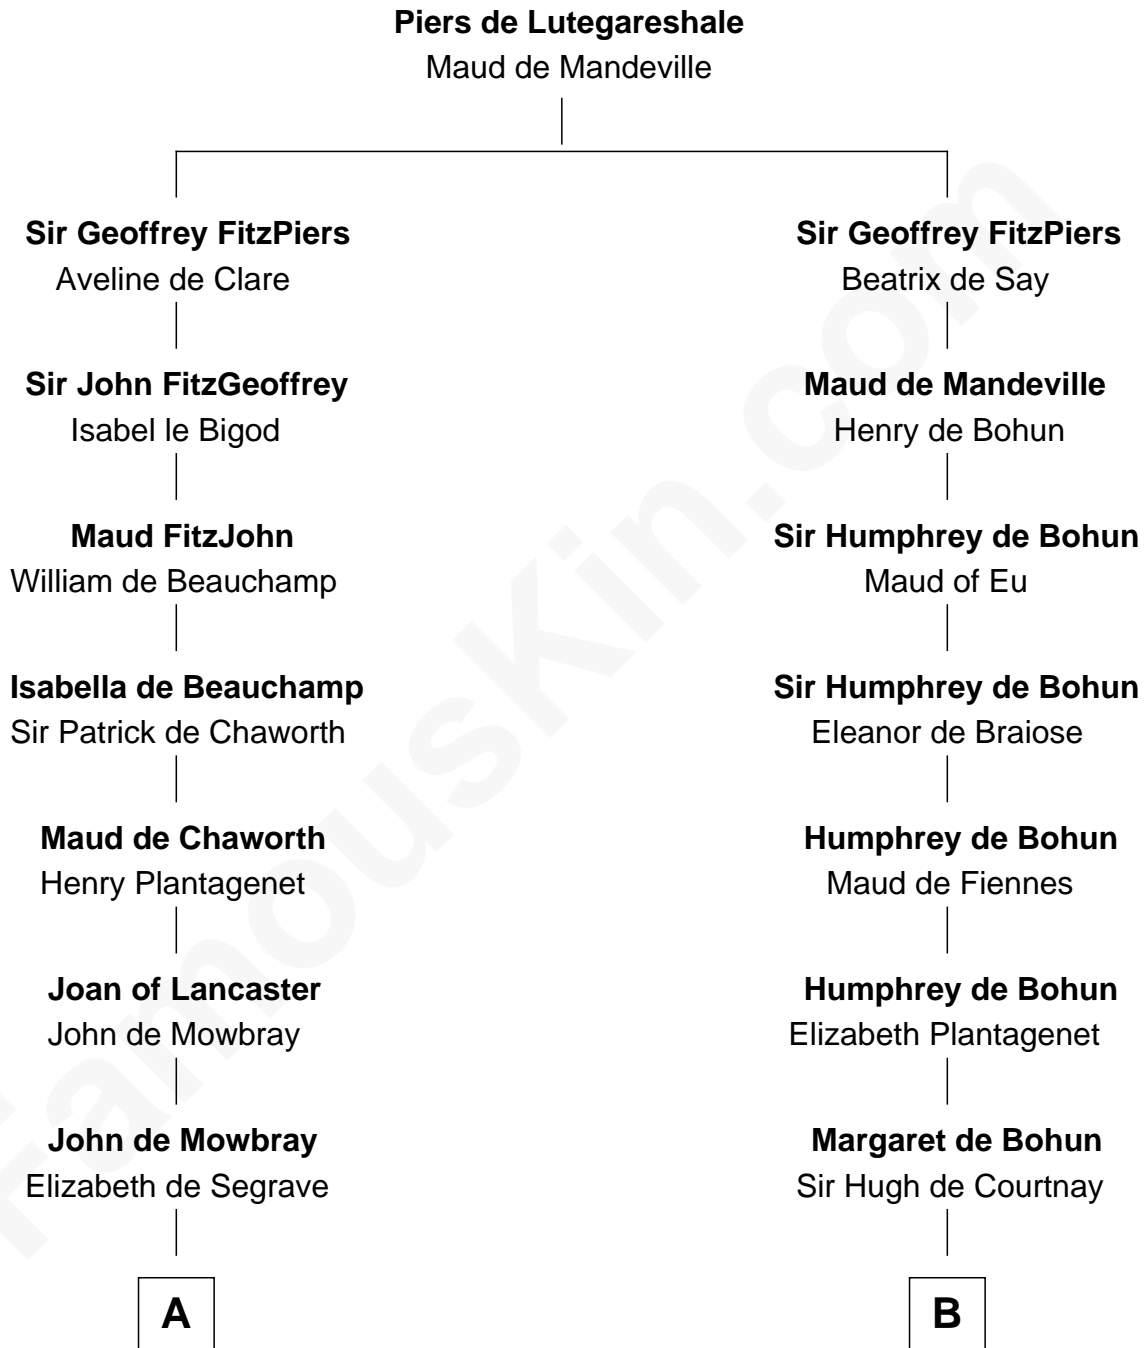 Piers de Lutegareshale
Maud de Mandeville
Sir Geoffrey FitzPiers
Aveline de Clare
Sir John FitzGeoffrey
Isabel le Bigod
Maud FitzJohn
William de Beauchamp
Isabella de Beauchamp
Sir Patrick de Chaworth
Maud de Chaworth
Henry Plantagenet
Joan of Lancaster
John de Mowbray
John de Mowbray
Elizabeth de Segrave
A
Sir Geoffrey FitzPiers
Beatrix de Say
Maud de Mandeville
Henry de Bohun
Sir Humphrey de Bohun
Maud of Eu
Sir Humphrey de Bohun
Eleanor de Braiose
Humphrey de Bohun
Maud de Fiennes
Humphrey de Bohun
Elizabeth Plantagenet
Margaret de Bohun
Sir Hugh de Courtnay
B
FamousKin.com